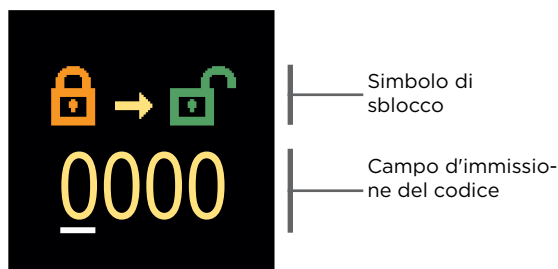 Simbolo di
sblocco
0000
Campo d'immissio-
ne del codice